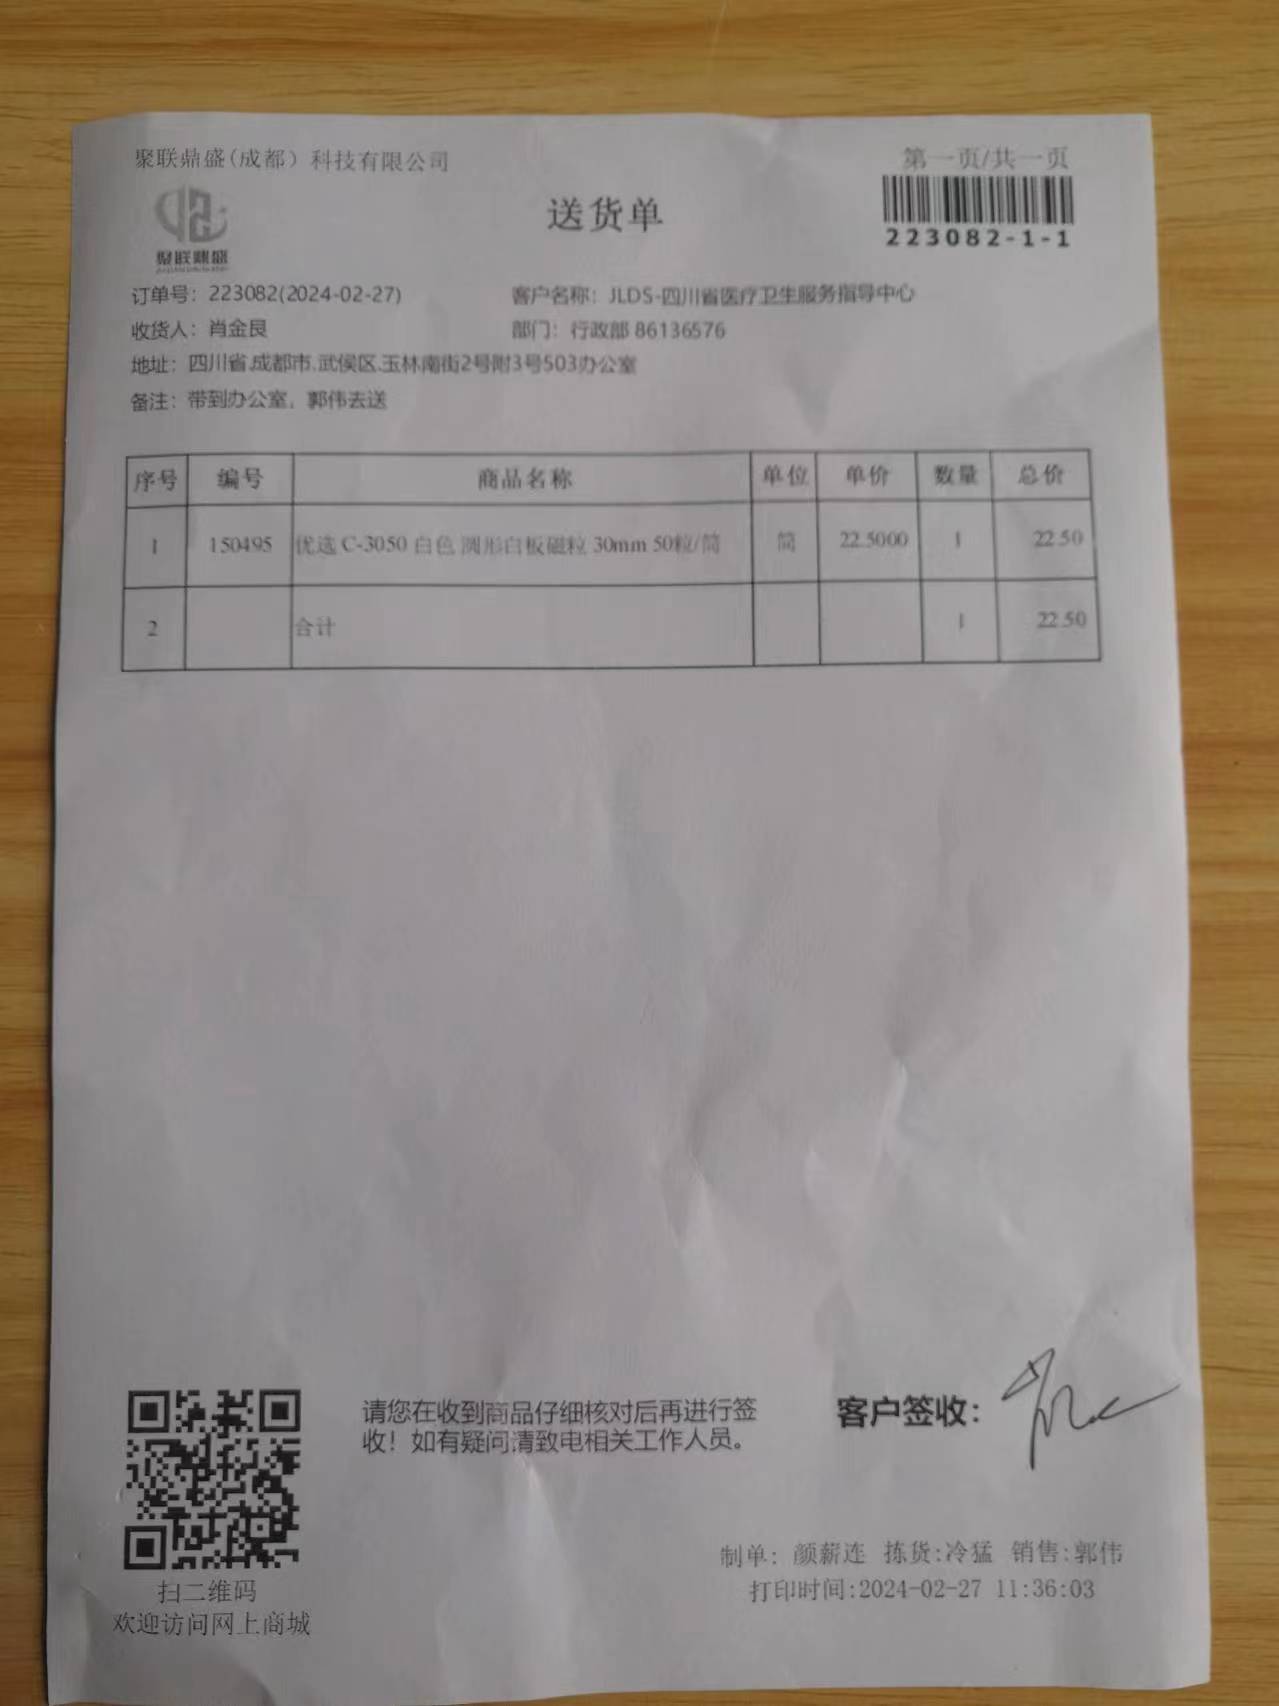 聚联鼎盛(成都)科技有限公司
第一页/共一页
聚联鼎盛
送货单
223082-1-1
订单号：223082(2024-02-27)
客户名称：JLDS-四川省医疗卫生服务指导中心
收货人：肖金艮
部门：行政部 86136576
地址：四川省.成都市.武侯区.玉林南街2号附3号503办公室
备注：带到办公室，郭伟去送
序号 编号 商品名称 单位 单价 数量 总价
1 150495 优选 C-3050 白色 圆形白板磁粒 30mm 50粒/筒 筒 22.5000 1 22.50
2 合计 1 22.50
请您在收到商品仔细核对后再进行签
收！如有疑问请致电相关工作人员。
客户签收：
制单：颜薪连 拣货:冷猛 销售:郭伟
打印时间:2024-02-27 11:36:03
扫二维码
欢迎访问网上商城